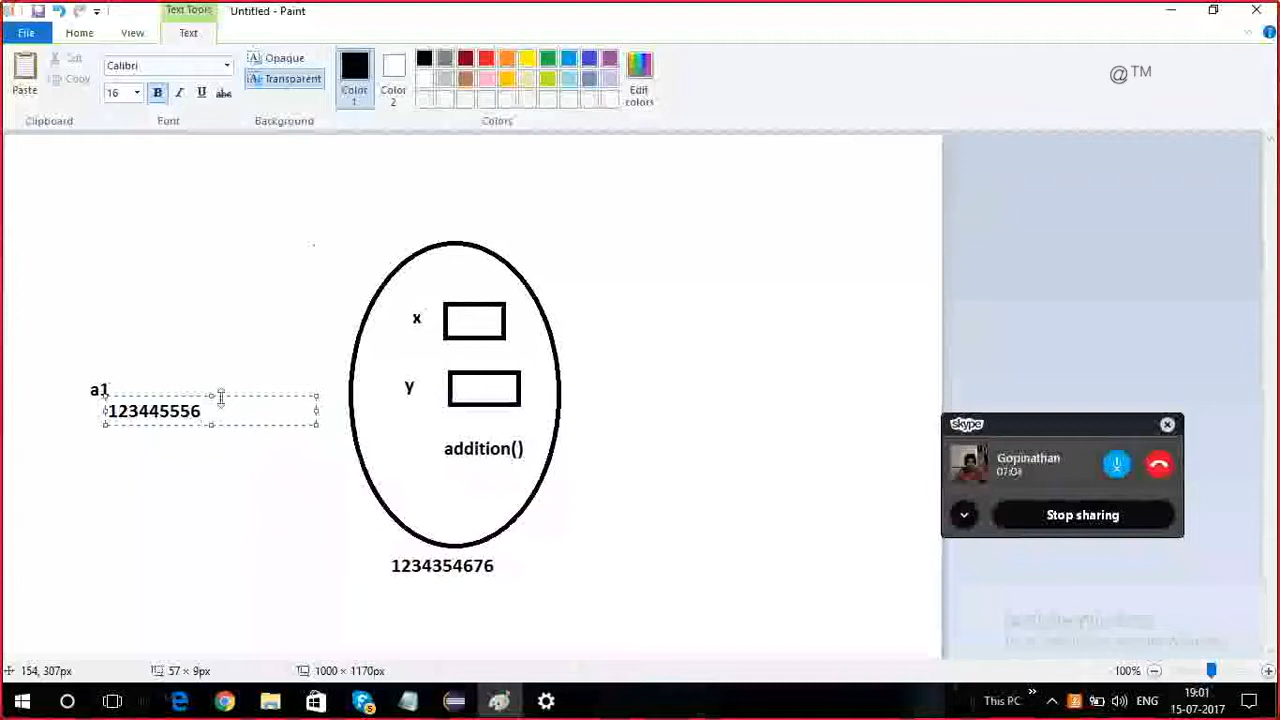 Text Tools
Untitled - Paint
File
Home
View
Text
Paste
Cut
Copy
Clipboard
Calibri
16
B
I
U
abc
Font
A
Opaque
A
Transparent
Background
Color
1
Color
2
Edit
colors
Colors
@™
x
y
a1
123445556
addition()
1234354676
skype
Gopinathan
Stop sharing
154, 307px
57 × 9px
1000 × 1170px
100%
This PC
ENG
19:01
15-07-2017